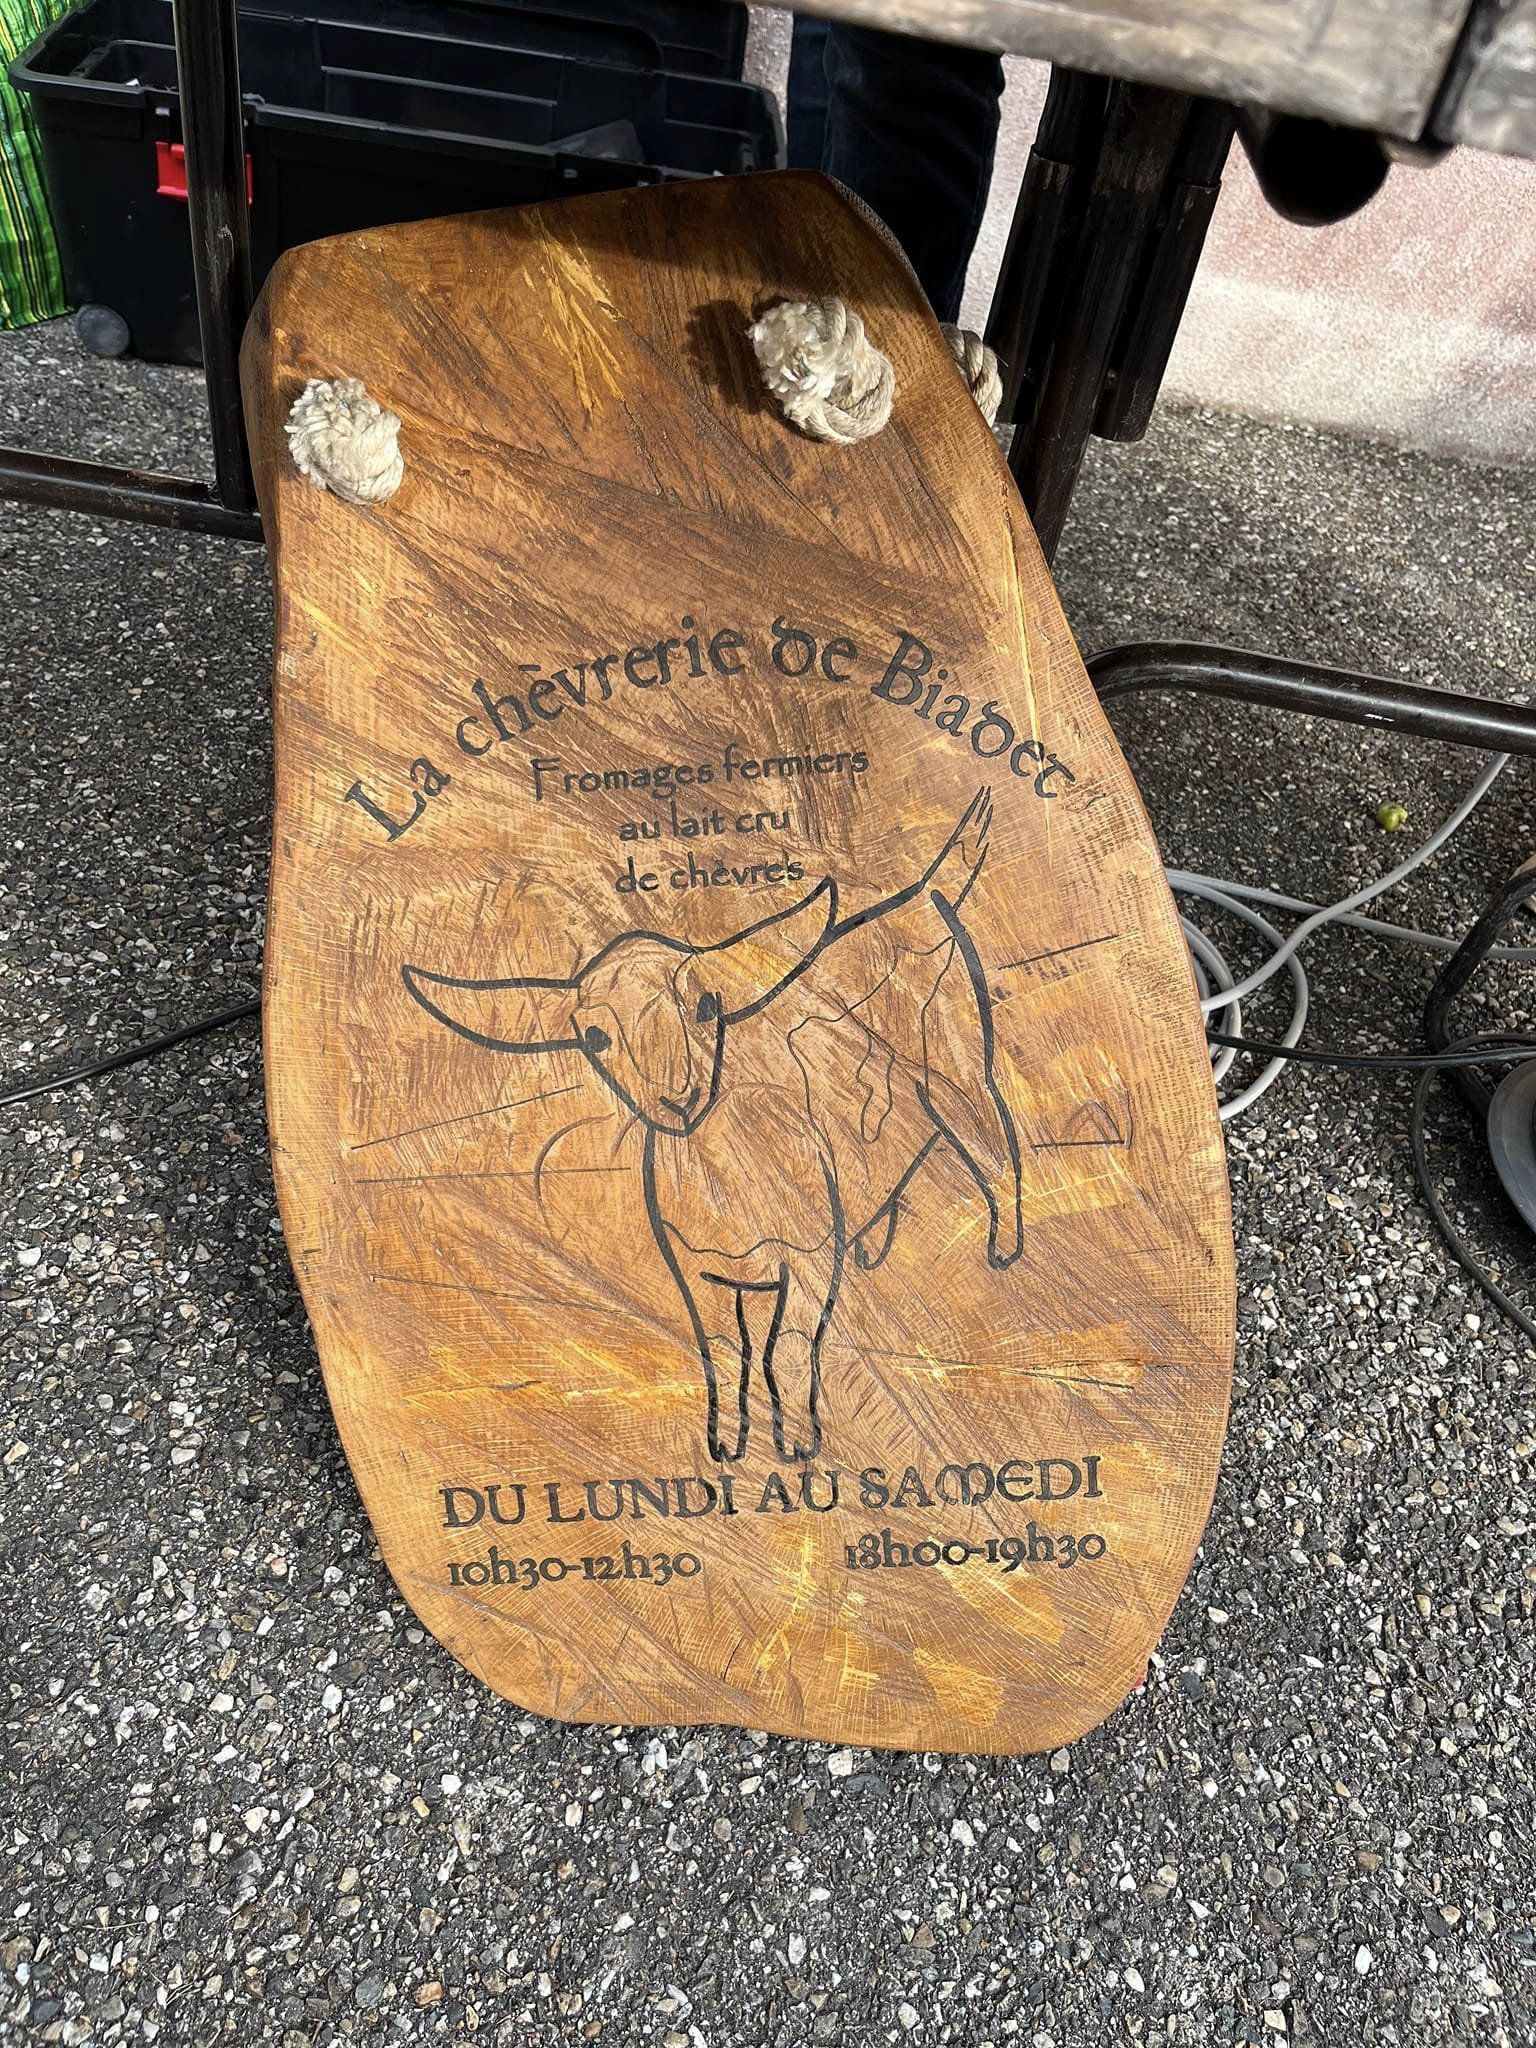 La chèvrerie de Biadet
Fromages fermiers
au lait cru
de chèvres
DU LUNDI AU SAMEDI
10h30-12h30 18h00-19h30